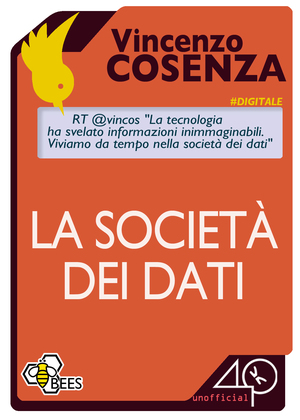 Vincenzo
COSENZA
#DIGITALE
RT @vincos "La tecnologia
ha svelato informazioni inimmaginabili.
Viviamo da tempo nella società dei dati"
LA SOCIETÀ
DEI DATI
BEES
40K
unofficial